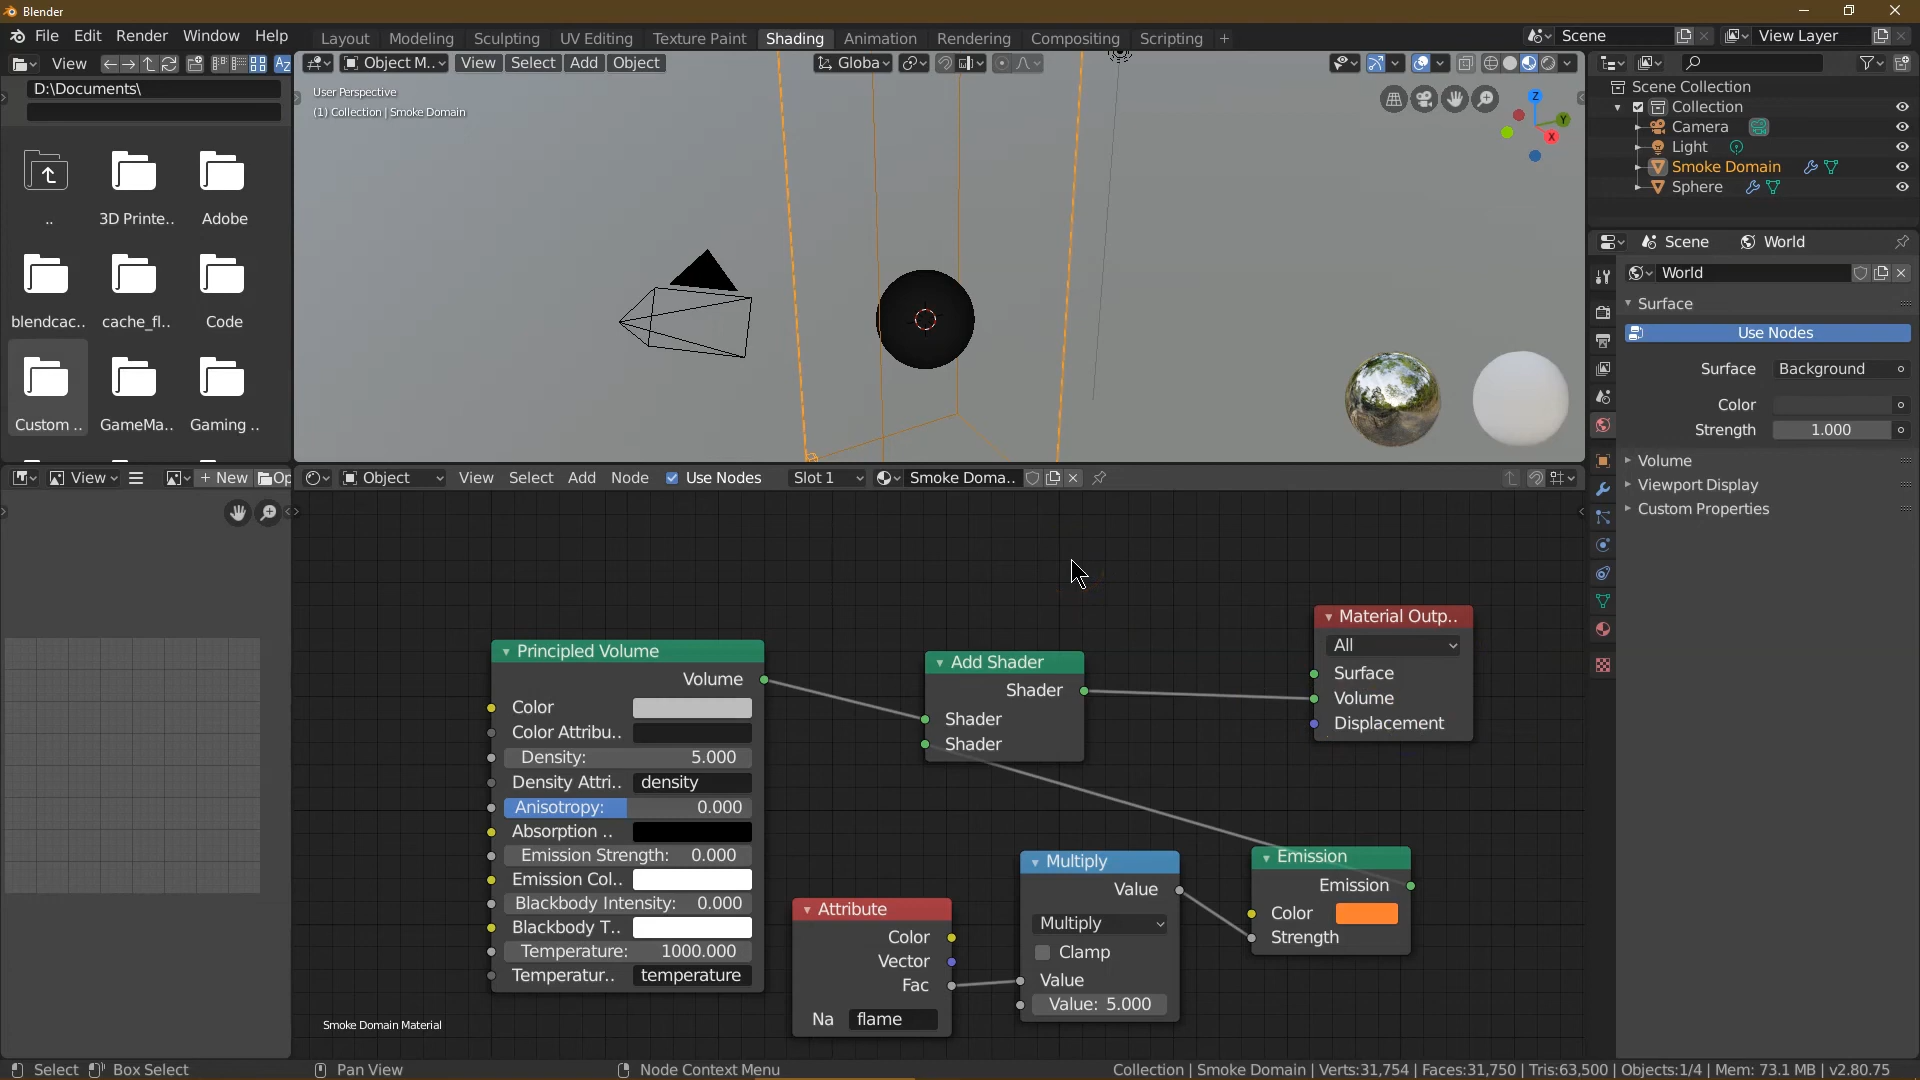 Blender
File Edit Render Window Help
Layout Modeling Sculpting UV Editing Texture Paint Shading Animation Rendering Compositing Scripting +
Scene
View Layer
View
D:\Documents\
..
3D Printe..
Adobe
blendcac..
cache_fl..
Code
Custom ..
GameMa..
Gaming ..
Object M.. View Select Add Object
Globa
User Perspective
(1) Collection | Smoke Domain
Z
Y
X
Scene Collection
Collection
Camera
Light
Smoke Domain
Sphere
Scene World
World
Surface
Use Nodes
Surface Background
Color
Strength 1.000
Volume
Viewport Display
Custom Properties
View + New Op
Object View Select Add Node Use Nodes Slot 1 Smoke Doma..
Principled Volume
Volume
Color
Color Attribu..
Density: 5.000
Density Attri.. density
Anisotropy: 0.000
Absorption ..
Emission Strength: 0.000
Emission Col..
Blackbody Intensity: 0.000
Blackbody T..
Temperature: 1000.000
Temperatur.. temperature
Add Shader
Shader
Shader
Shader
Material Outp..
All
Surface
Volume
Displacement
Attribute
Color
Vector
Fac
Na flame
Multiply
Value
Multiply
Clamp
Value
Value: 5.000
Emission
Emission
Color
Strength
Smoke Domain Material
Select Box Select Pan View Node Context Menu
Collection | Smoke Domain | Verts:31,754 | Faces:31,750 | Tris:63,500 | Objects:1/4 | Mem: 73.1 MB | v2.80.75